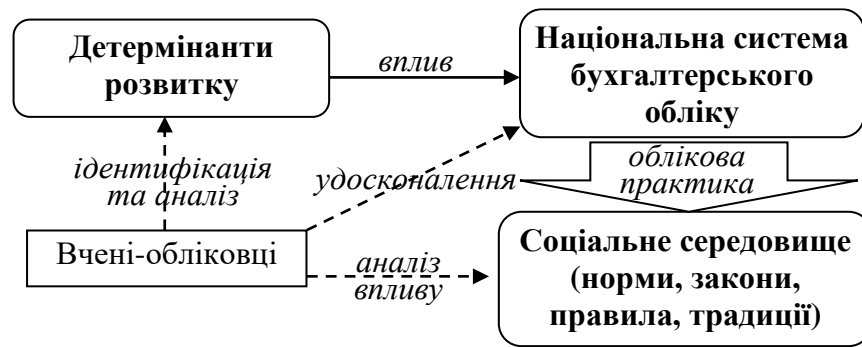 Детермінанти
розвитку
вплив
Національна система
бухгалтерського
обліку
ідентифікація
та аналіз
удосконалення
облікова
практика
Вчені-обліковці
аналіз
впливу
Соціальне середовище
(норми, закони,
правила, традиції)